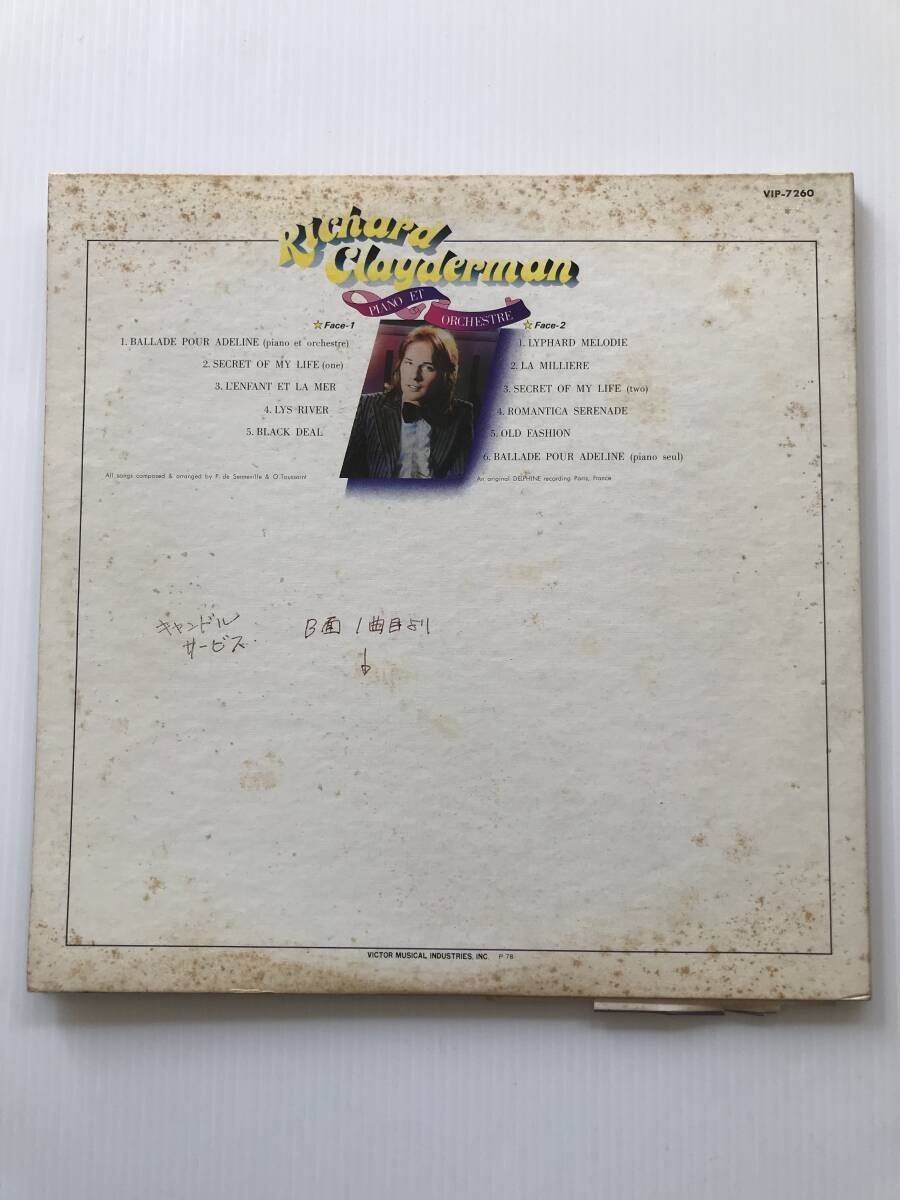 VIP-7260
Richard
Clayderman
PIANO ET
ORCHESTRE
Face-1
1. BALLADE POUR ADELINE (piano et orchestre)
2. SECRET OF MY LIFE (one)
3. L'ENFANT ET LA MER
4. LYS RIVER
5. BLACK DEAL
All songs composed & arranged by P. de Senneville & O. Toussaint
Face-2
1. LYPHARD MELODIE
2. LA MILLIERE
3. SECRET OF MY LIFE (two)
4. ROMANTICA SERENADE
5. OLD FASHION
6. BALLADE POUR ADELINE (piano seul)
An original DELPHINE recording Paris, France
キャンドル
サービス.
B面 1曲目より
↓
VICTOR MUSICAL INDUSTRIES, INC. P 78